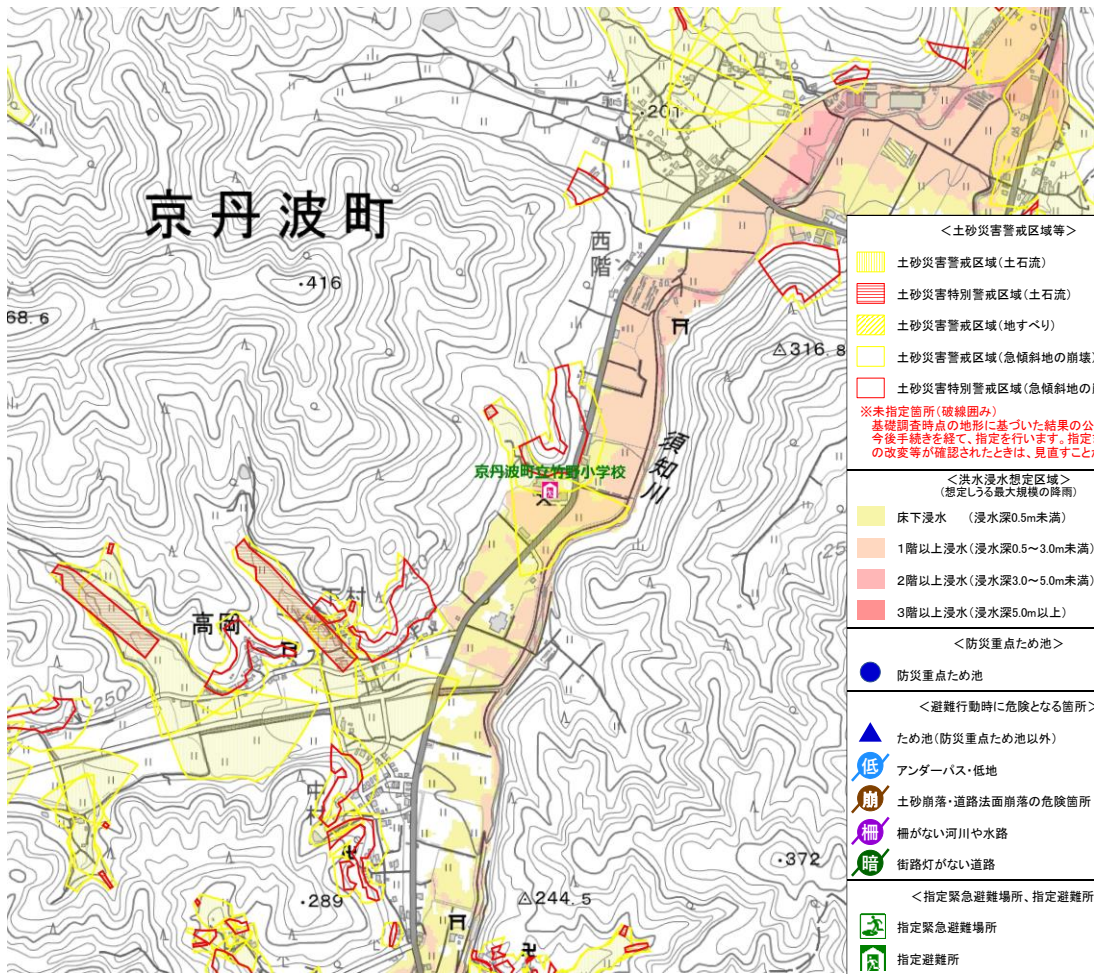 ・201
京丹波町
西階
・416
68.6
△316.8
須知川
京丹波町立竹野小学校
下村
高岡
250
250
25
中村
・372
・289
△244.5
＜土砂災害警戒区域等＞
土砂災害警戒区域(土石流)
土砂災害特別警戒区域(土石流)
土砂災害警戒区域(地すべり)
土砂災害警戒区域(急傾斜地の崩壊)
土砂災害特別警戒区域(急傾斜地の
※未指定箇所(破線囲み)
基礎調査時点の地形に基づいた結果の公
今後手続きを経て、指定を行います。指定
の改変等が確認されたときは、見直すことが
＜洪水浸水想定区域＞
(想定しうる最大規模の降雨)
床下浸水 (浸水深0.5m未満)
1階以上浸水(浸水深0.5～3.0m未満)
2階以上浸水(浸水深3.0～5.0m未満)
3階以上浸水(浸水深5.0m以上)
＜防災重点ため池＞
防災重点ため池
＜避難行動時に危険となる箇所＞
ため池(防災重点ため池以外)
低 アンダーパス・低地
崩 土砂崩落・道路法面崩落の危険箇所
柵 柵がない河川や水路
暗 街路灯がない道路
＜指定緊急避難場所、指定避難所
指定緊急避難場所
指定避難所